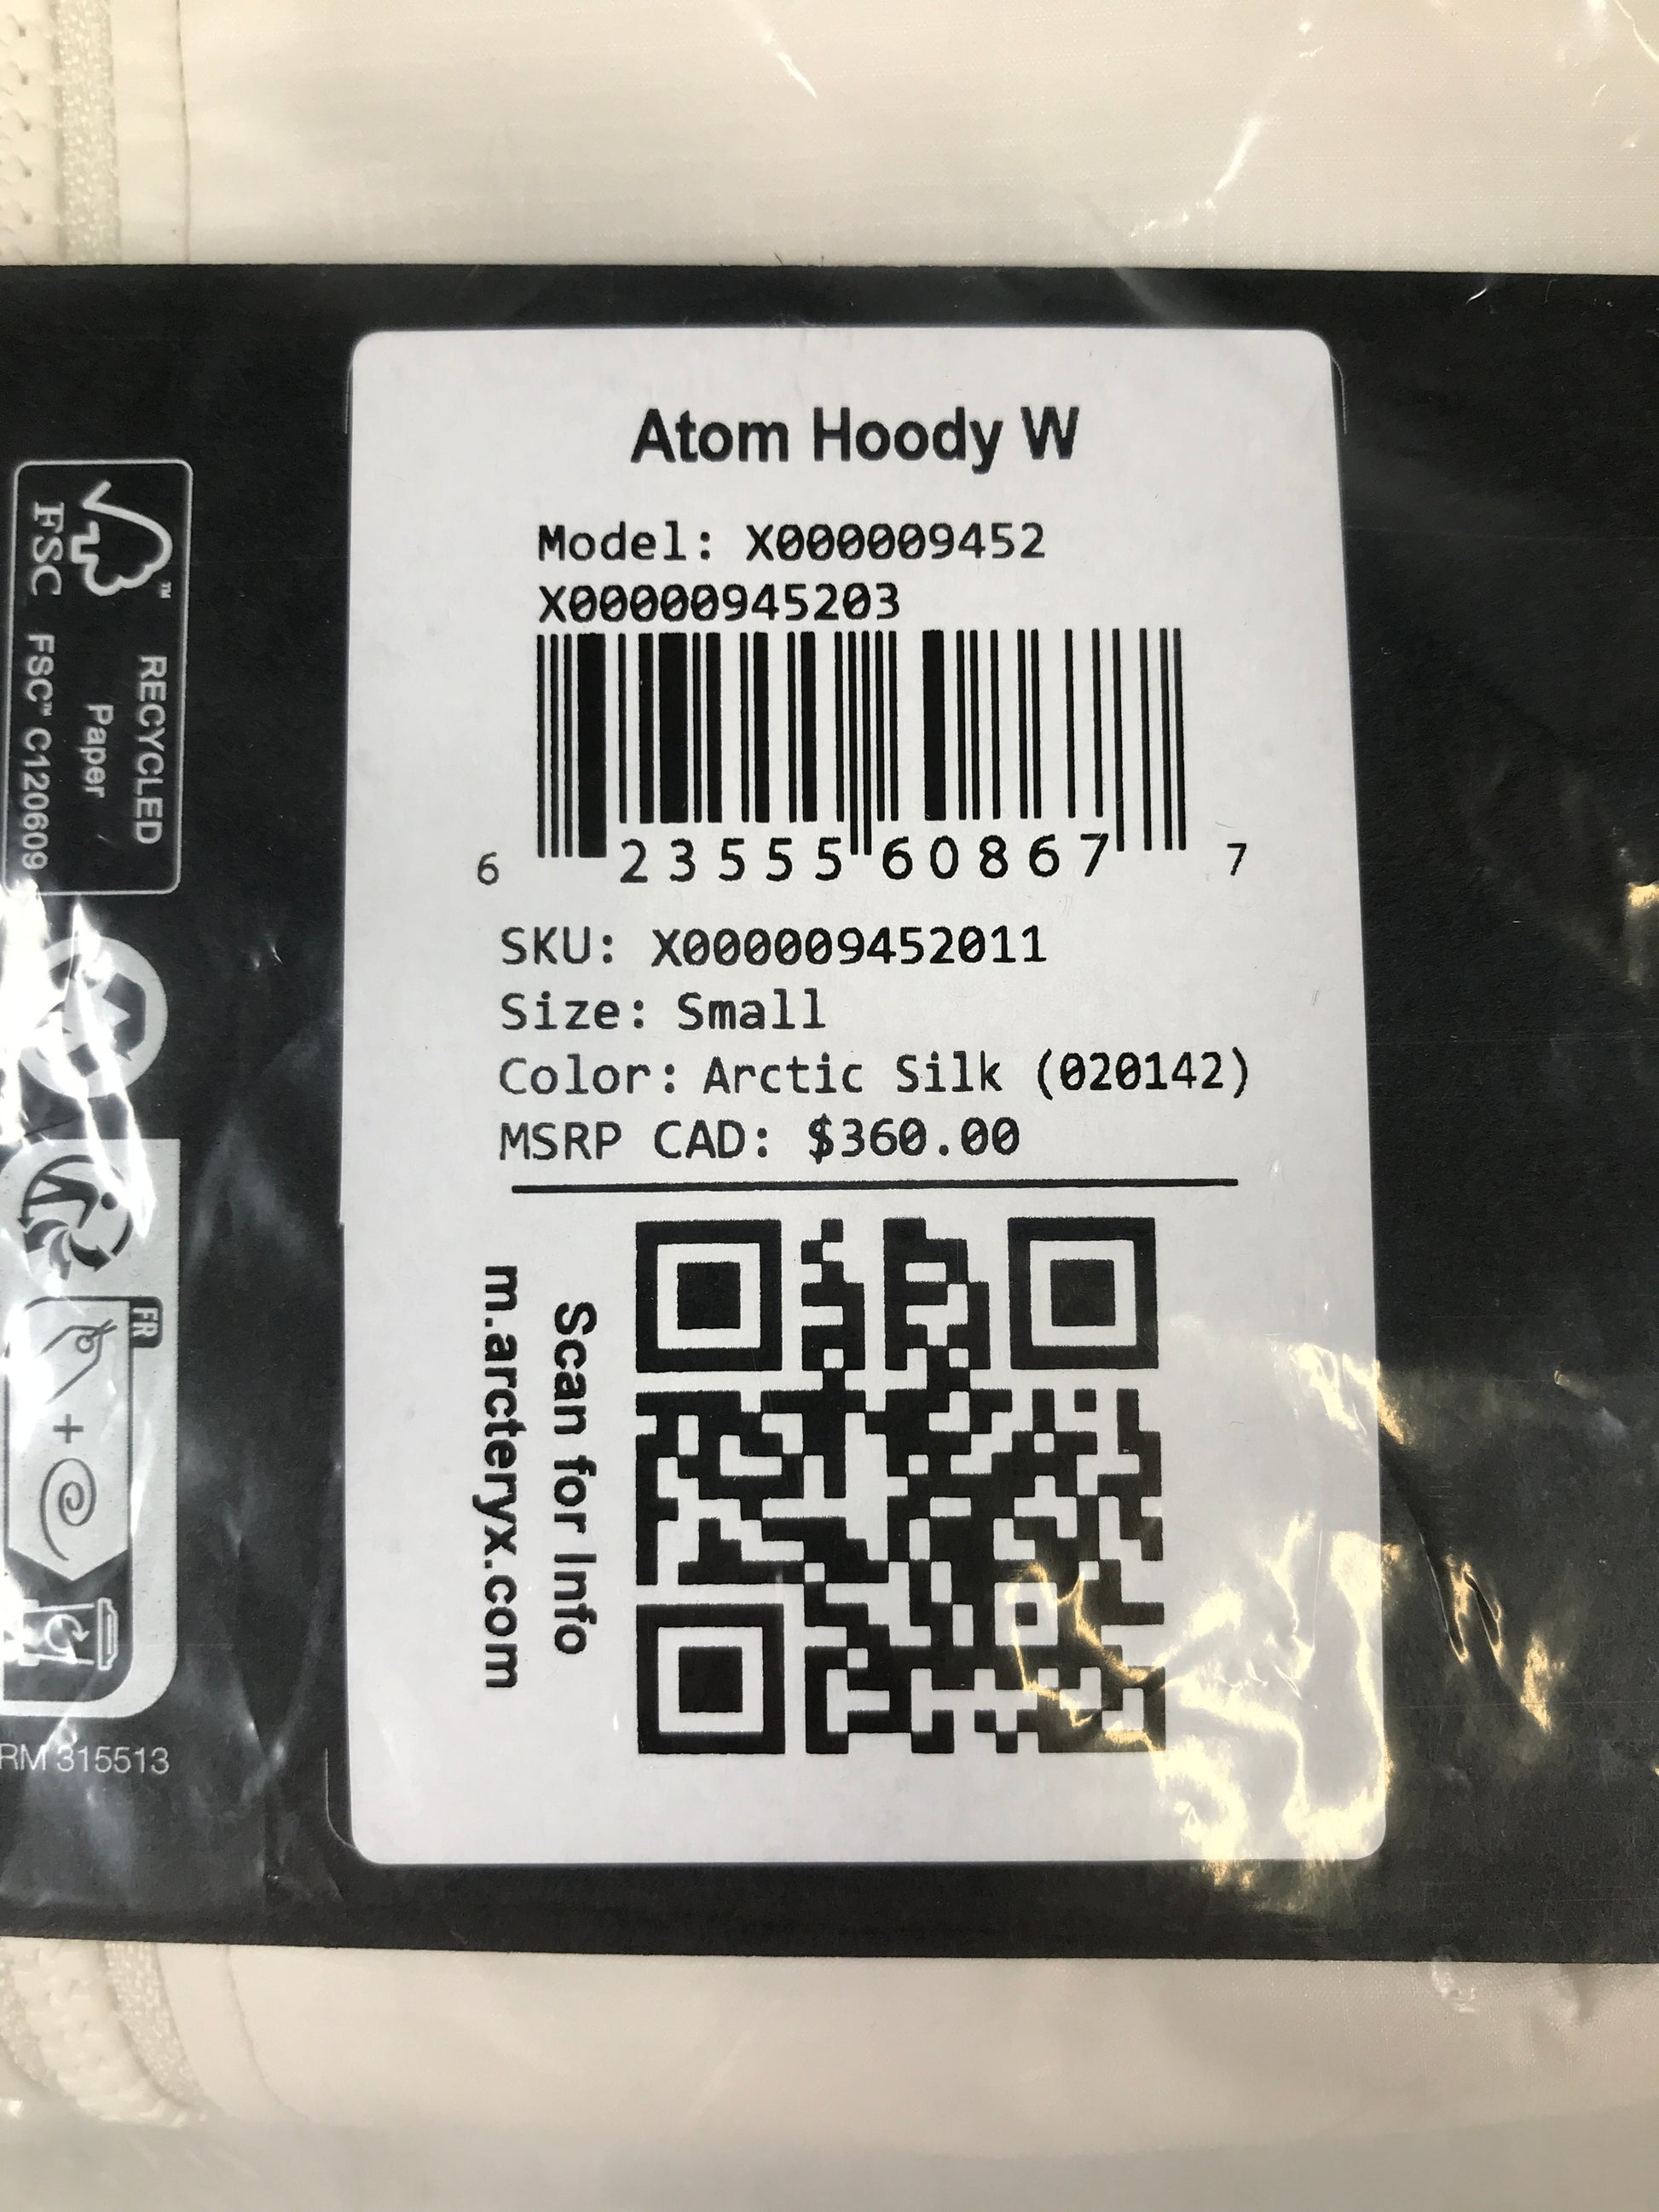 Atom Hoody W
Model: X000009452
X00000945203
6 23555 60867 7
SKU: X000009452011
Size: Small
Color: Arctic Silk (020142)
MSRP CAD: $360.00
Scan for Info
m.arcteryx.com
RECYCLED
Paper
FSC™ C120609
FSC™
FR
+
RM 315513